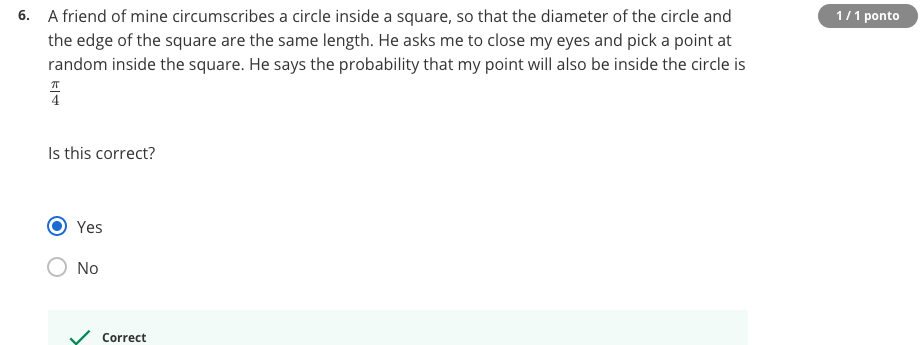 6. A friend of mine circumscribes a circle inside a square, so that the diameter of the circle and
1 / 1 ponto
the edge of the square are the same length. He asks me to close my eyes and pick a point at
random inside the square. He says the probability that my point will also be inside the circle is
π
4
Is this correct?
Yes
No
Correct